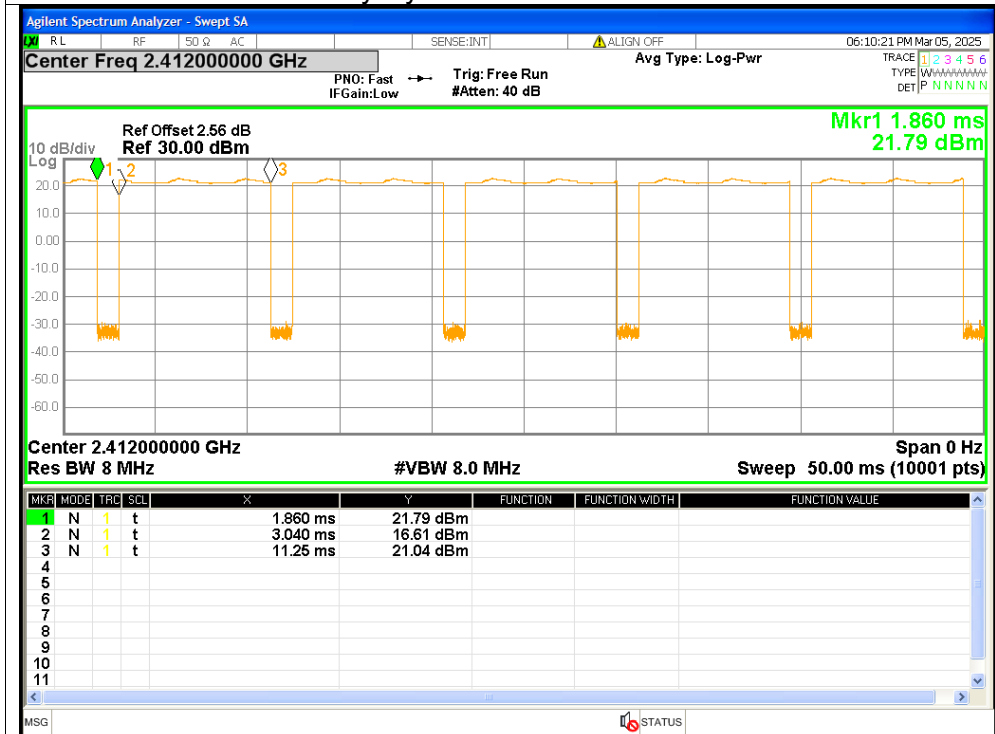 Agilent Spectrum Analyzer - Swept SA
LXI RL RF 50 Ω AC SENSE:INT ALIGN OFF 06:10:21 PM Mar 05, 2025
Center Freq 2.412000000 GHz Avg Type: Log-Pwr TRACE 1 2 3 4 5 6
PNO: Fast Trig: Free Run TYPE W
IFGain:Low #Atten: 40 dB DET P N N N N N
Mkr1 1.860 ms
21.79 dBm
Ref Offset 2.56 dB
10 dB/div Ref 30.00 dBm
Log
1 2 3
20.0
10.0
0.00
-10.0
-20.0
-30.0
-40.0
-50.0
-60.0
Center 2.412000000 GHz Span 0 Hz
Res BW 8 MHz #VBW 8.0 MHz Sweep 50.00 ms (10001 pts)
MKR MODE TRC SCL X Y FUNCTION FUNCTION WIDTH FUNCTION VALUE
1 N 1 t 1.860 ms 21.79 dBm
2 N 1 t 3.040 ms 16.61 dBm
3 N 1 t 11.25 ms 21.04 dBm
4
5
6
7
8
9
10
11
MSG STATUS